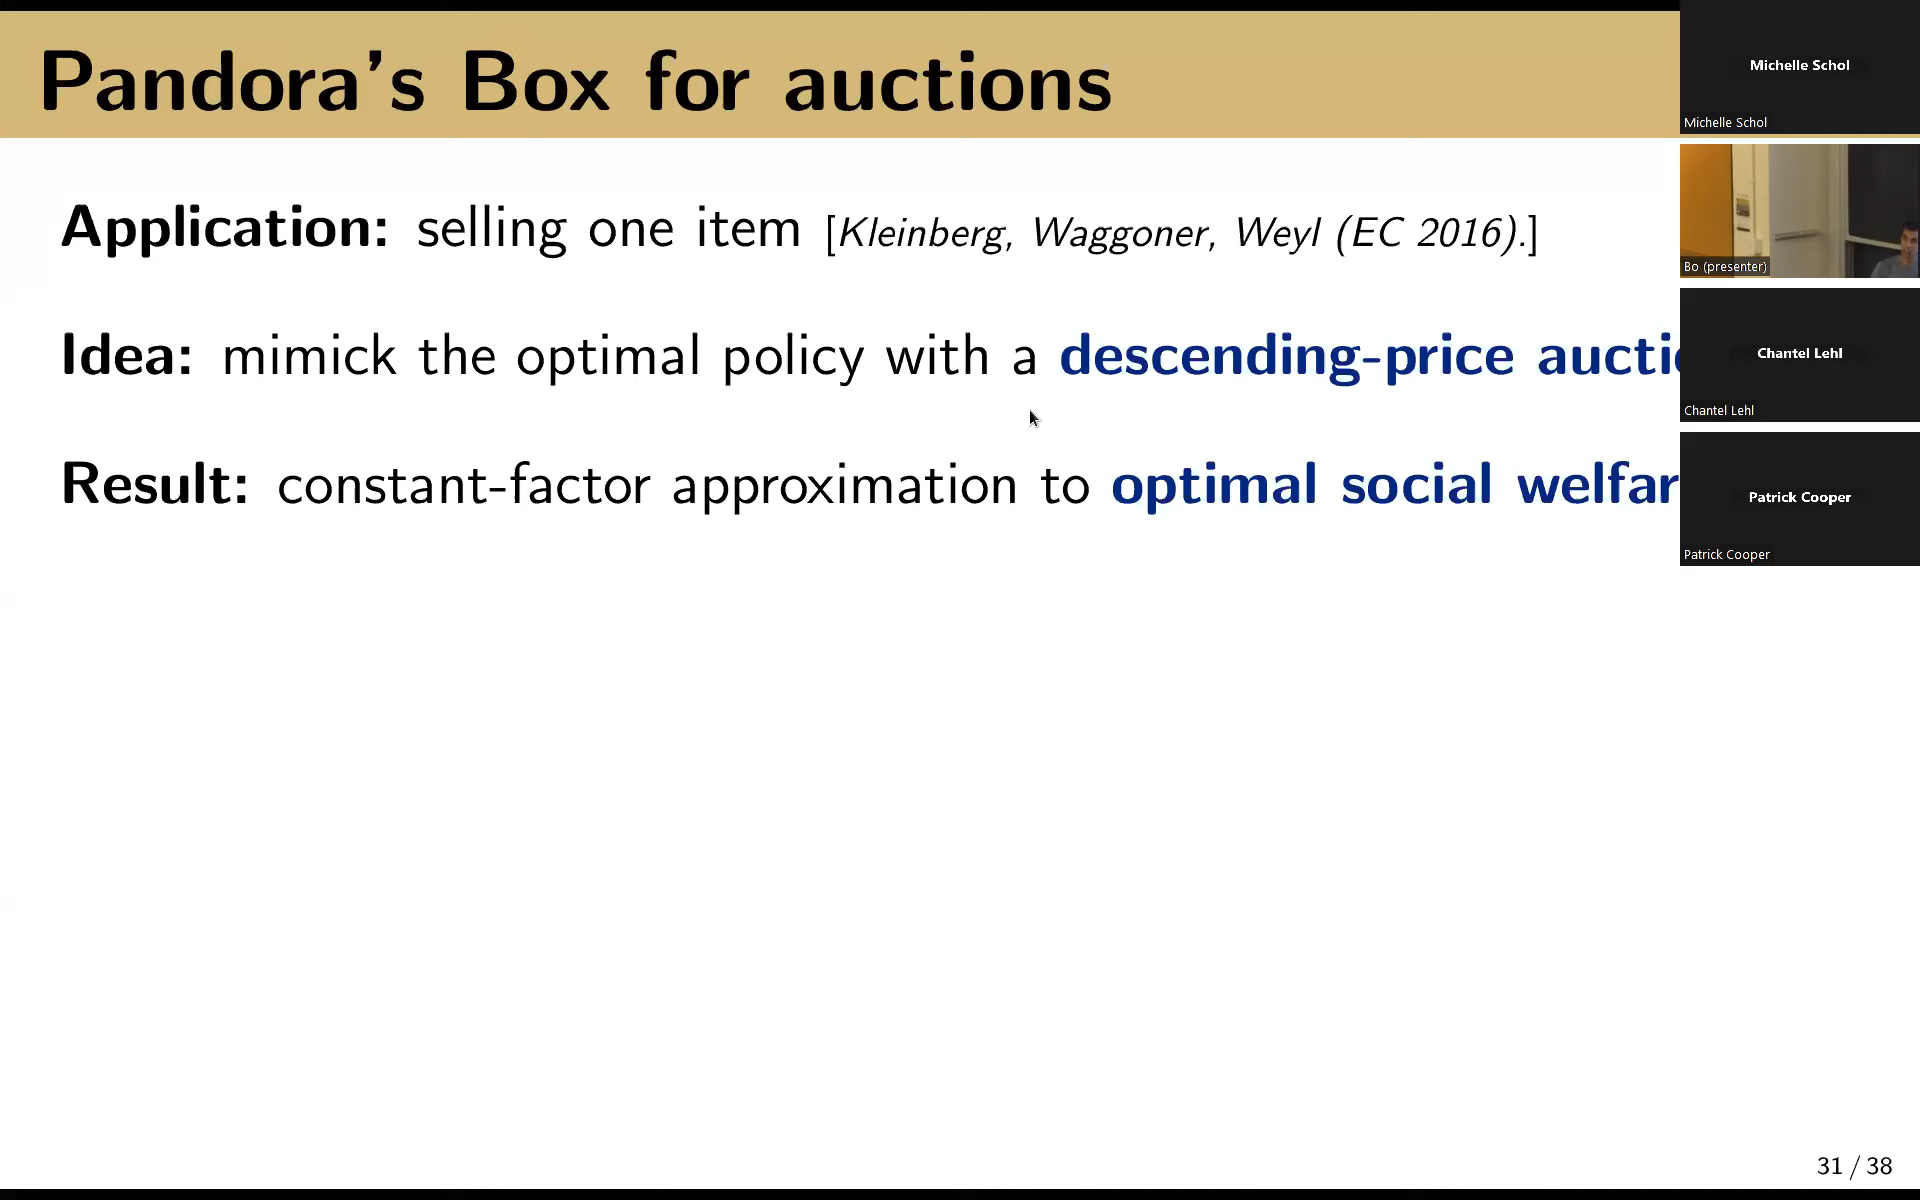 Pandora's Box for auctions
Application: selling one item [Kleinberg, Waggoner, Weyl (EC 2016).]
Idea: mimick the optimal policy with a descending-price auctio
Result: constant-factor approximation to optimal social welfar
31 / 38
Michelle Schol
Michelle Schol
Bo (presenter)
Chantel Lehl
Chantel Lehl
Patrick Cooper
Patrick Cooper